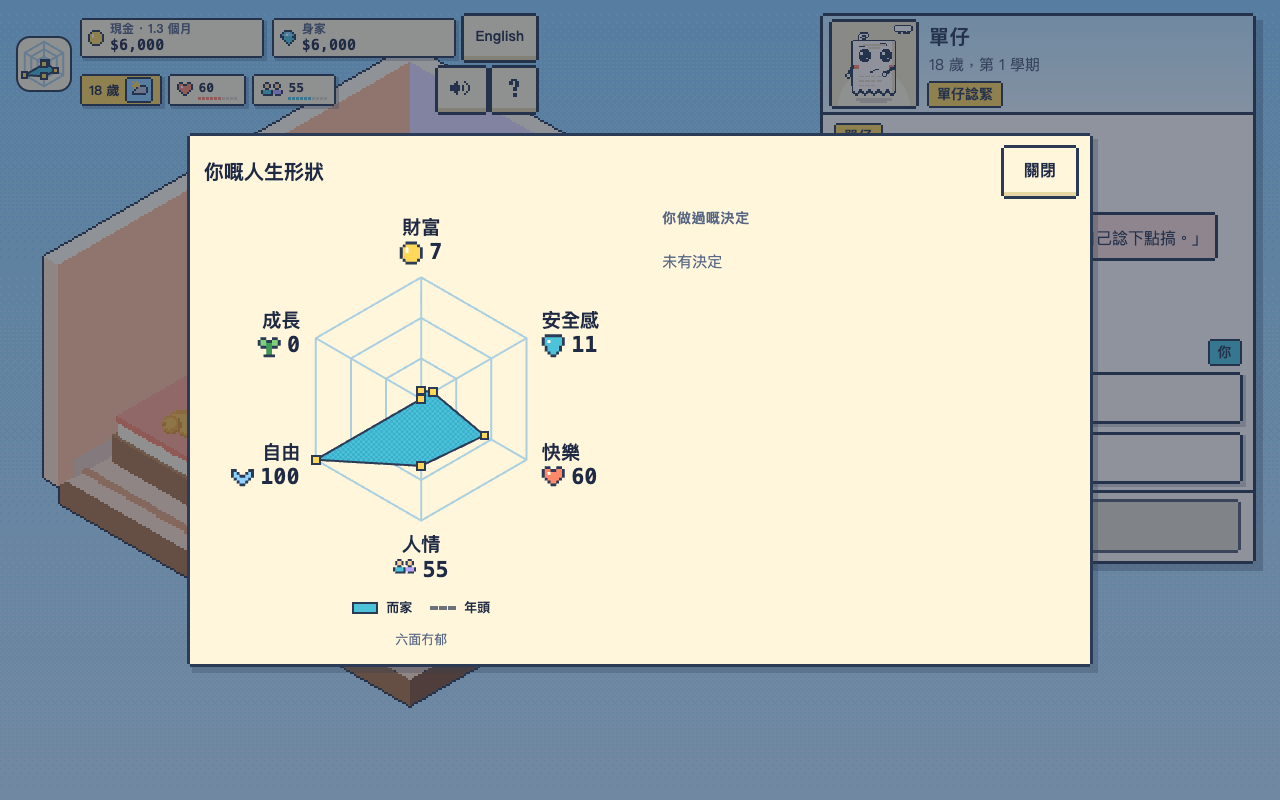 現金 · 1.3 個月
$6,000
身家
$6,000
English
18 歲
60
55
?
單仔
18 歲，第 1 學期
單仔諗緊
單仔
己諗下點搞。」
你
你嘅人生形狀
關閉
財富
7
成長
0
安全感
11
自由
100
快樂
60
人情
55
而家
年頭
六面冇郁
你做過嘅決定
未有決定